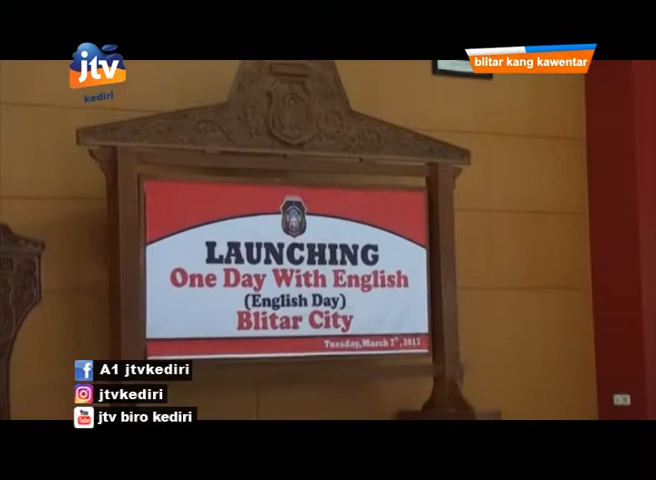 jtv
kediri
blitar kang kawentar
LAUNCHING
One Day With English
(English Day)
Blitar City
Tuesday, March 7th, 2017
A1 jtvkediri
jtvkediri
jtv biro kediri